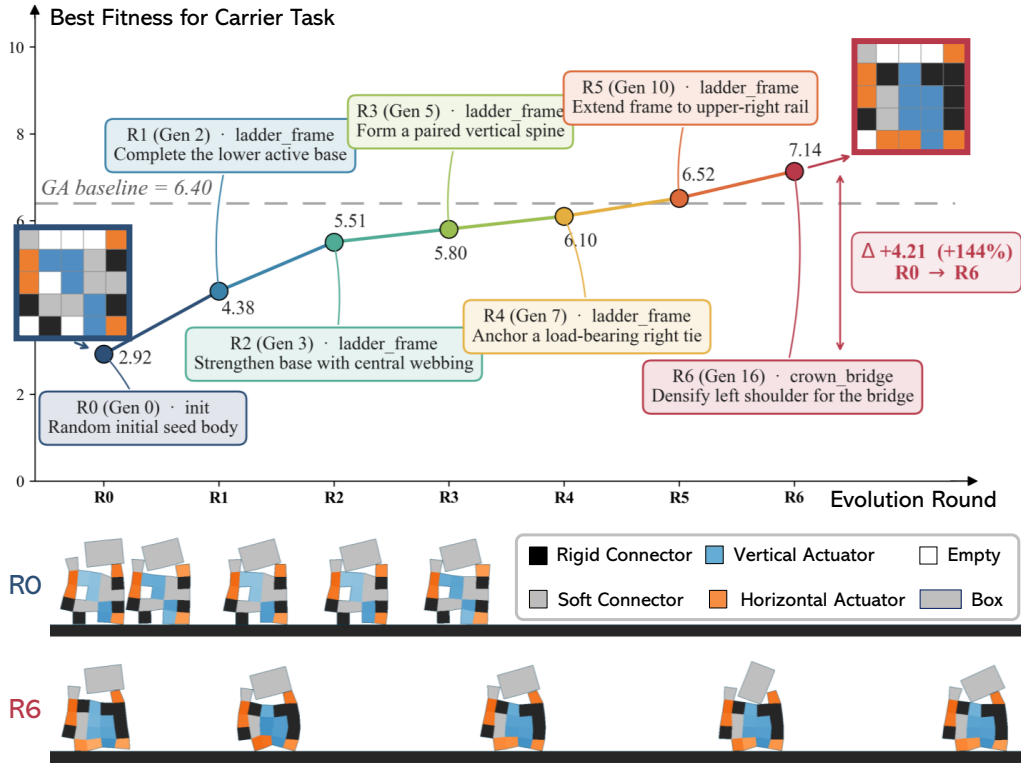 Best Fitness for Carrier Task
10
8
6
2
0
R5 (Gen 10) · ladder_frame
Extend frame to upper-right rail
R3 (Gen 5) · ladder_frame
Form a paired vertical spine
R1 (Gen 2) · ladder_frame
Complete the lower active base
7.14
6.52
GA baseline = 6.40
5.51
5.80
6.10
Δ +4.21 (+144%)
R0 → R6
4.38
R4 (Gen 7) · ladder_frame
Anchor a load-bearing right tie
R2 (Gen 3) · ladder_frame
Strengthen base with central webbing
2.92
R6 (Gen 16) · crown_bridge
Densify left shoulder for the bridge
R0 (Gen 0) · init
Random initial seed body
R0 R1 R2 R3 R4 R5 R6
Evolution Round
R0
Rigid Connector Vertical Actuator Empty
Soft Connector Horizontal Actuator Box
R6